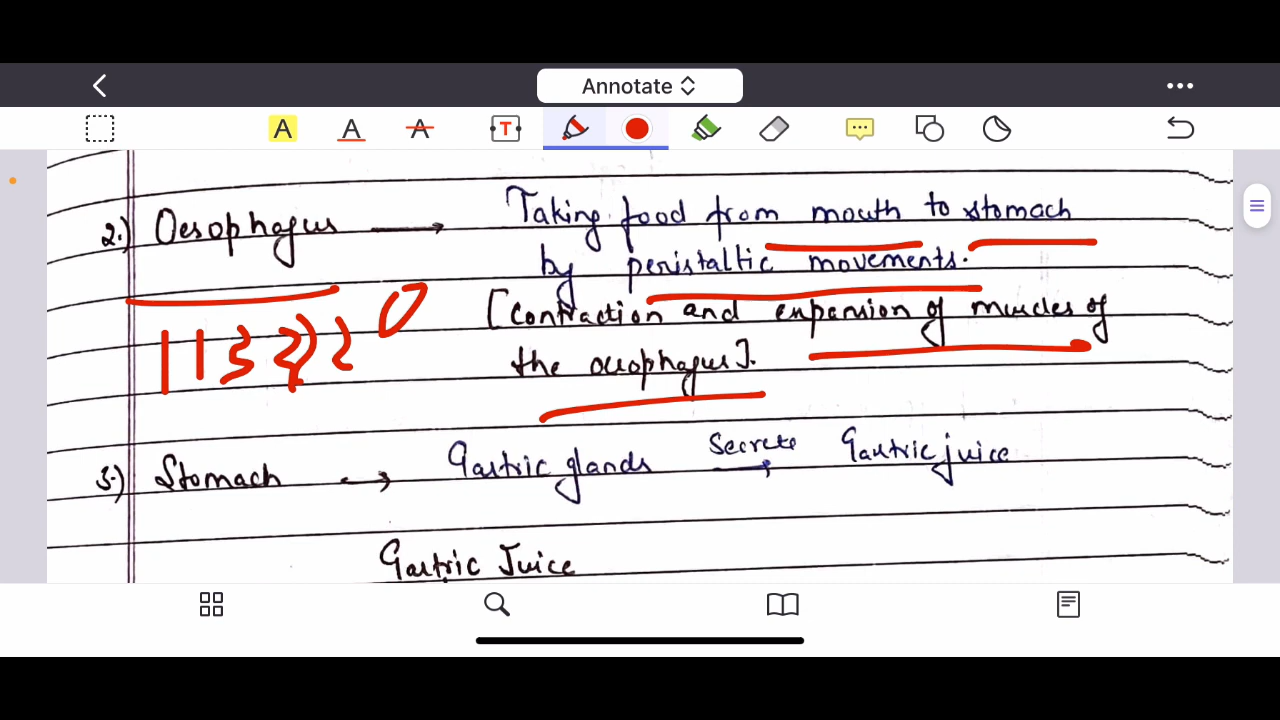 Annotate
A A A T
2.) Oesophagus → Taking food from mouth to stomach
by peristaltic movements.
[Contraction and expansion of muscles of
the oesophagus].
3.) Stomach → Gastric glands Secrete → Gastric juice
Gastric Juice